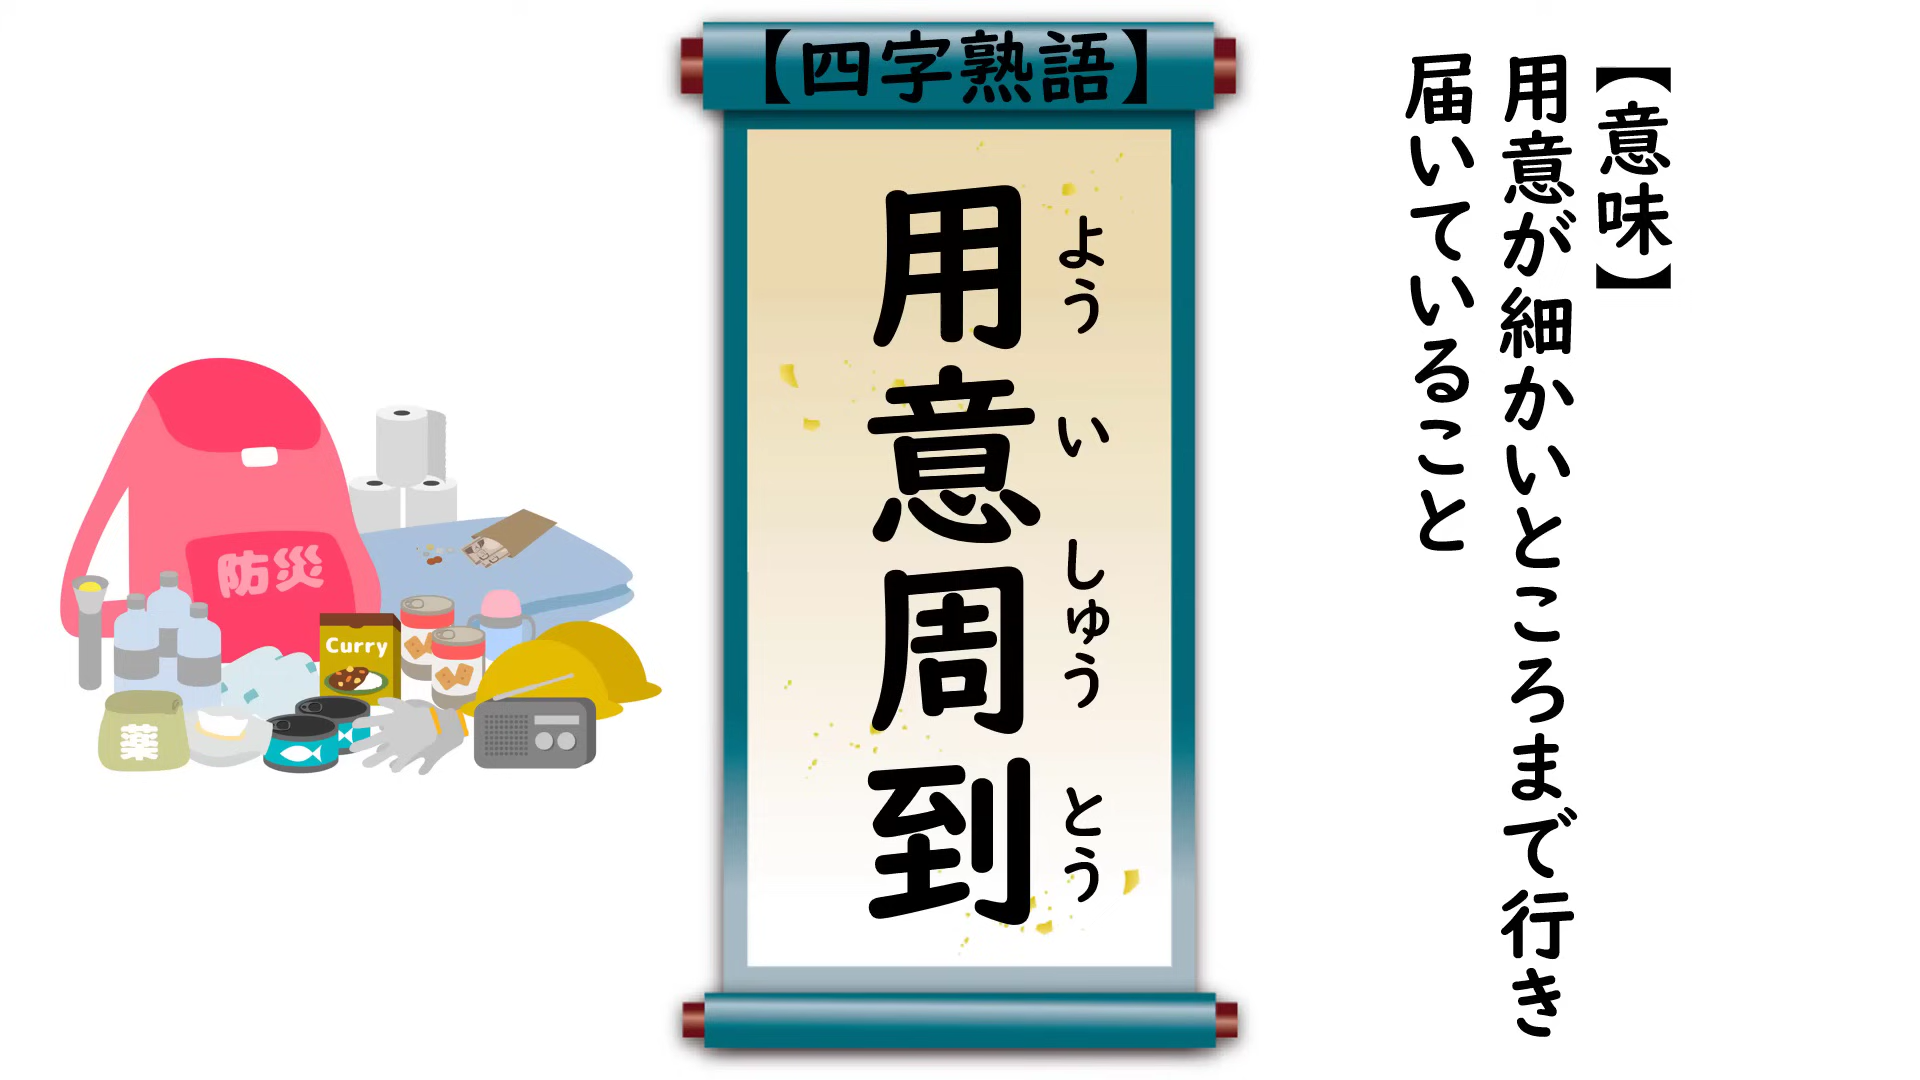 【四字熟語】
用意周到
よういしゅうとう
【意味】
用意が細かいところまで行き
届いていること
防災
Curry
薬